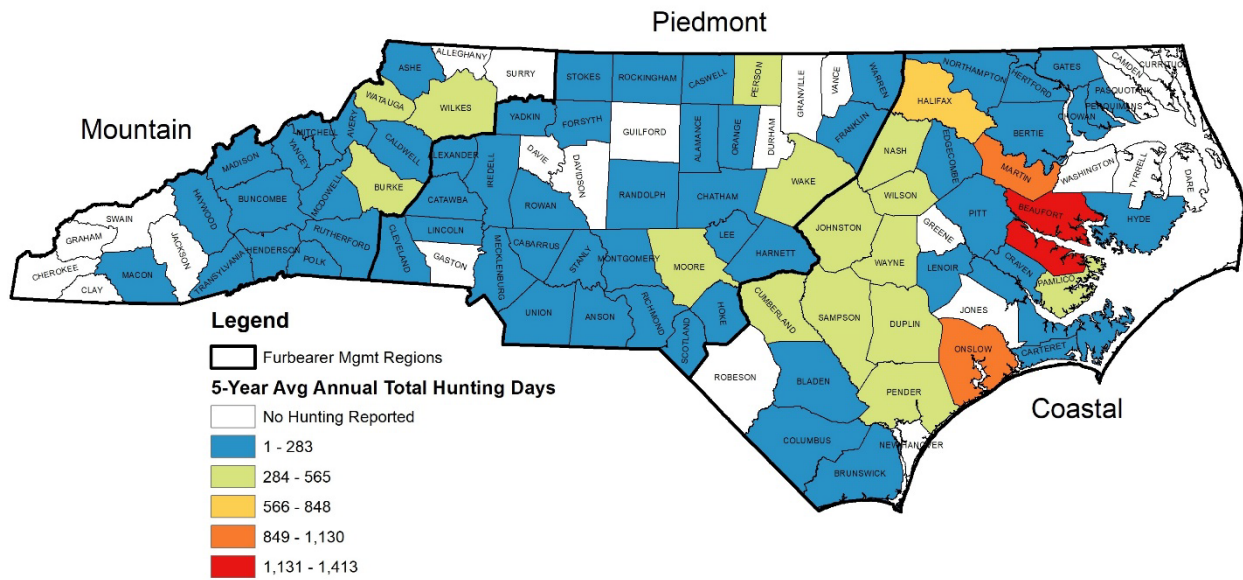 Piedmont
Mountain
Coastal
ALLEGHANY
ASHE
SURRY
WATAUGA
WILKES
STOKES
ROCKINGHAM
CASWELL
PERSON
GRANVILLE
VANCE
WARREN
NORTHAMPTON
HERTFORD
GATES
CAMDEN
CURRITUCK
PASQUOTANK
PERQUIMANS
CHOWAN
HALIFAX
BERTIE
MITCHELL
AVERY
YANCEY
CALDWELL
YADKIN
FORSYTH
GUILFORD
ALAMANCE
ORANGE
DURHAM
FRANKLIN
NASH
EDGECOMBE
MARTIN
WASHINGTON
TYRRELL
DARE
MADISON
BURKE
ALEXANDER
IREDELL
DAVIE
DAVIDSON
RANDOLPH
CHATHAM
WAKE
WILSON
PITT
BEAUFORT
HYDE
HAYWOOD
BUNCOMBE
MCDOWELL
CATAWBA
ROWAN
LINCOLN
JOHNSTON
GREENE
SWAIN
GRAHAM
JACKSON
HENDERSON
RUTHERFORD
CLEVELAND
GASTON
MECKLENBURG
CABARRUS
STANLY
MONTGOMERY
MOORE
LEE
HARNETT
WAYNE
LENOIR
CRAVEN
PAMLICO
CHEROKEE
CLAY
MACON
TRANSYLVANIA
POLK
UNION
ANSON
RICHMOND
SCOTLAND
HOKE
CUMBERLAND
SAMPSON
DUPLIN
JONES
ONSLOW
CARTERET
ROBESON
BLADEN
PENDER
COLUMBUS
NEW HANOVER
BRUNSWICK
Legend
Furbearer Mgmt Regions
5-Year Avg Annual Total Hunting Days
No Hunting Reported
1 - 283
284 - 565
566 - 848
849 - 1,130
1,131 - 1,413